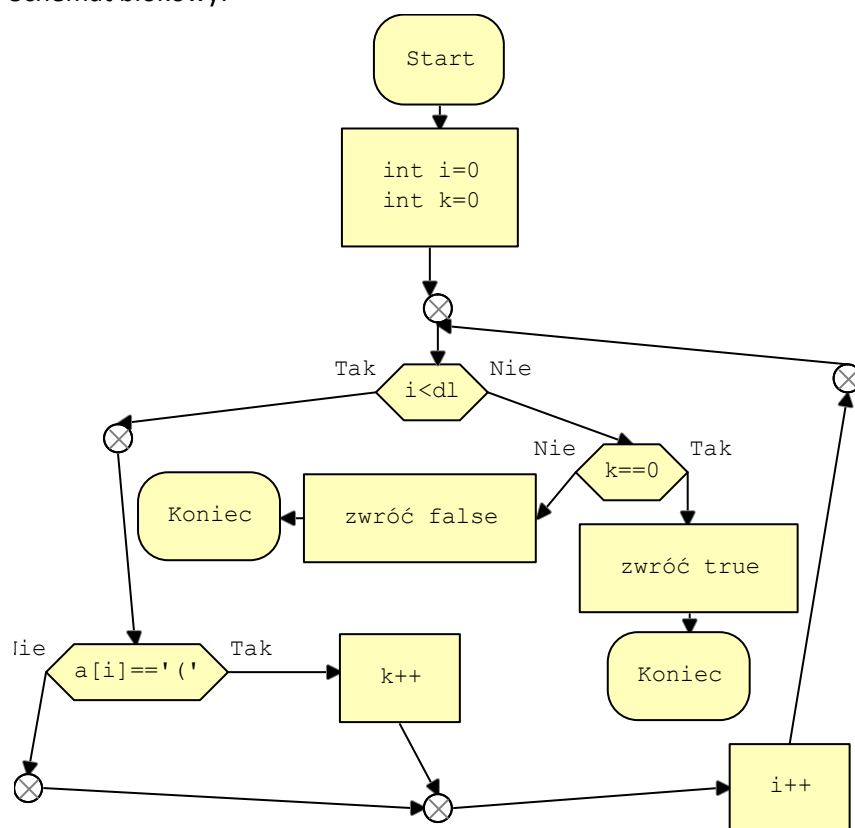 Start
int i=0
int k=0
Tak
Nie
i<dl
Nie
Tak
k==0
Koniec
zwróć false
zwróć true
Tak
a[i]=='('
k++
Koniec
i++